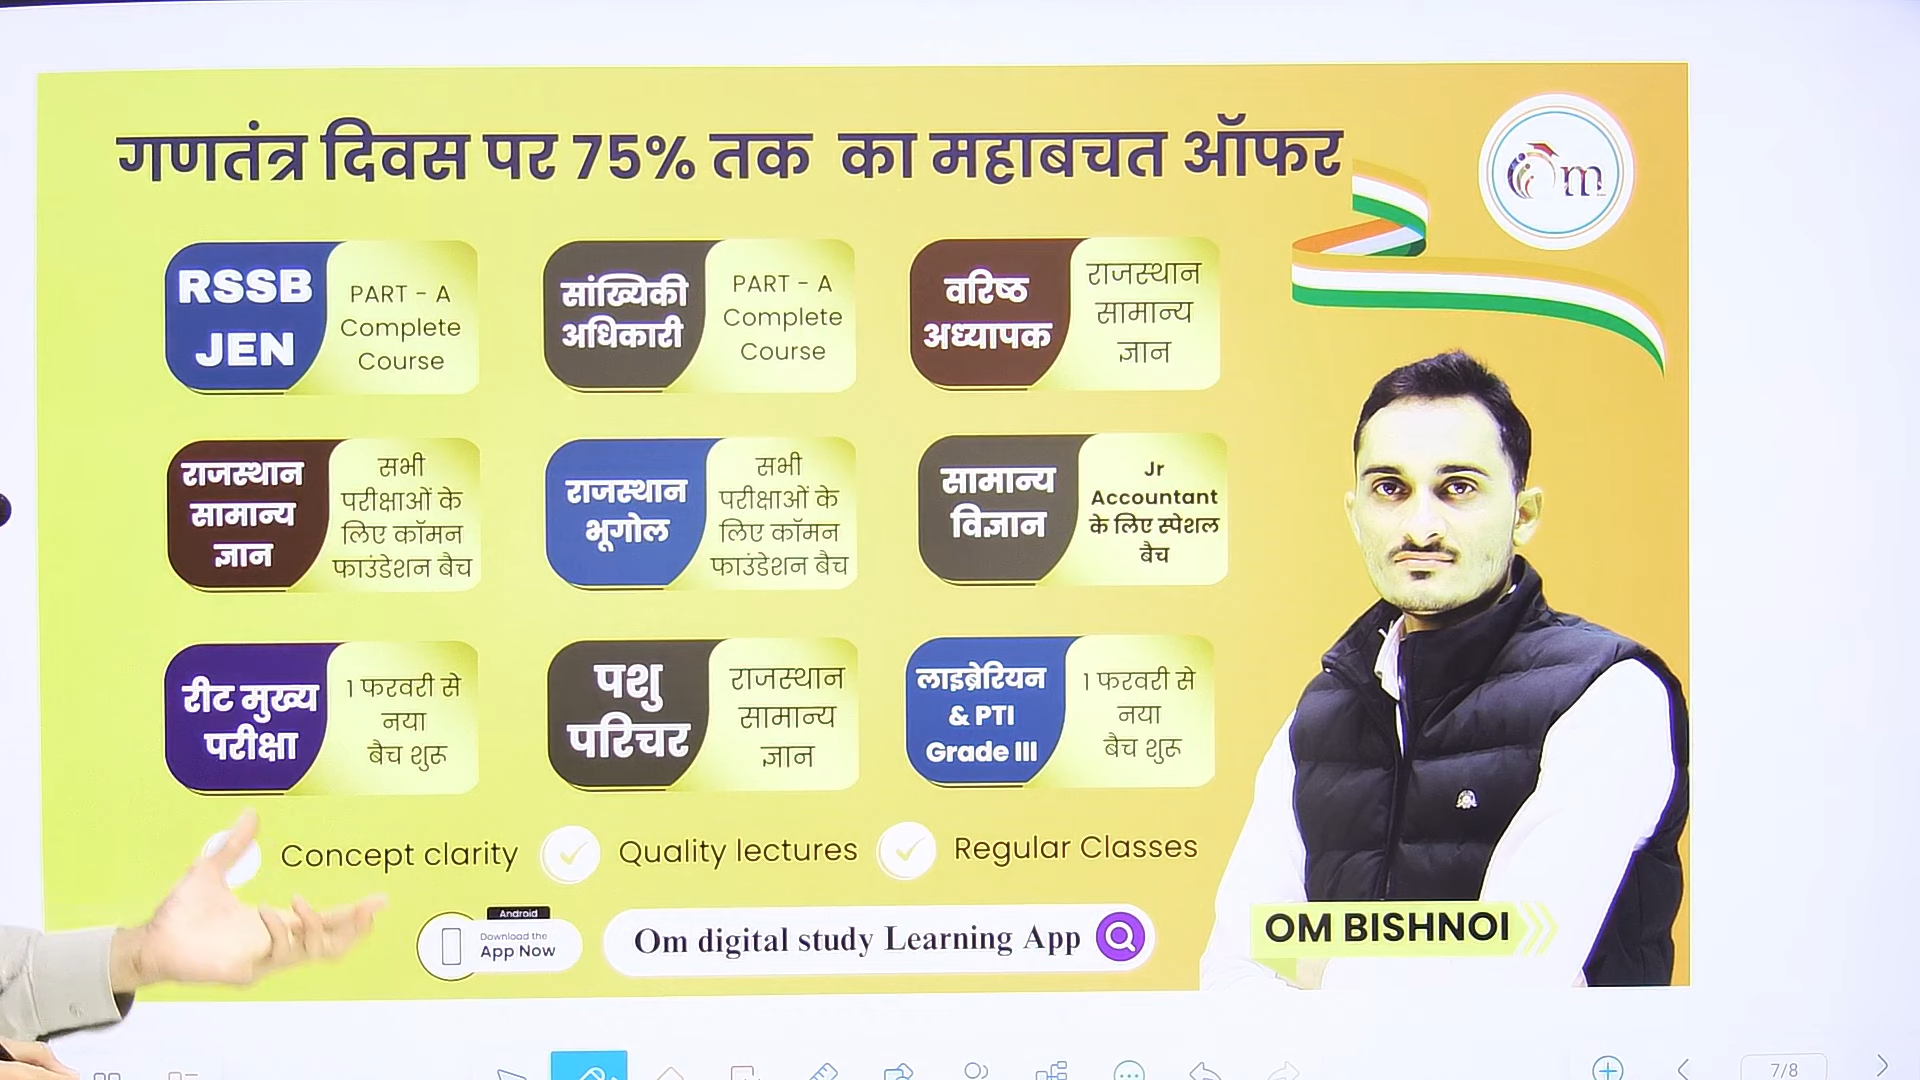 गणतंत्र दिवस पर 75% तक का महाबचत ऑफर
Om
RSSB
JEN
PART - A
Complete
Course
सांख्यिकी
अधिकारी
PART - A
Complete
Course
वरिष्ठ
अध्यापक
राजस्थान
सामान्य
ज्ञान
राजस्थान
सामान्य
ज्ञान
सभी
परीक्षाओं के
लिए कॉमन
फाउंडेशन बैच
राजस्थान
भूगोल
सभी
परीक्षाओं के
लिए कॉमन
फाउंडेशन बैच
सामान्य
विज्ञान
Jr
Accountant
के लिए स्पेशल
बैच
रीट मुख्य
परीक्षा
1 फरवरी से
नया
बैच शुरू
पशु
परिचर
राजस्थान
सामान्य
ज्ञान
लाइब्रेरियन
& PTI
Grade III
1 फरवरी से
नया
बैच शुरू
Concept clarity
Quality lectures
Regular Classes
Android
Download the
App Now
Om digital study Learning App
OM BISHNOI
7/8